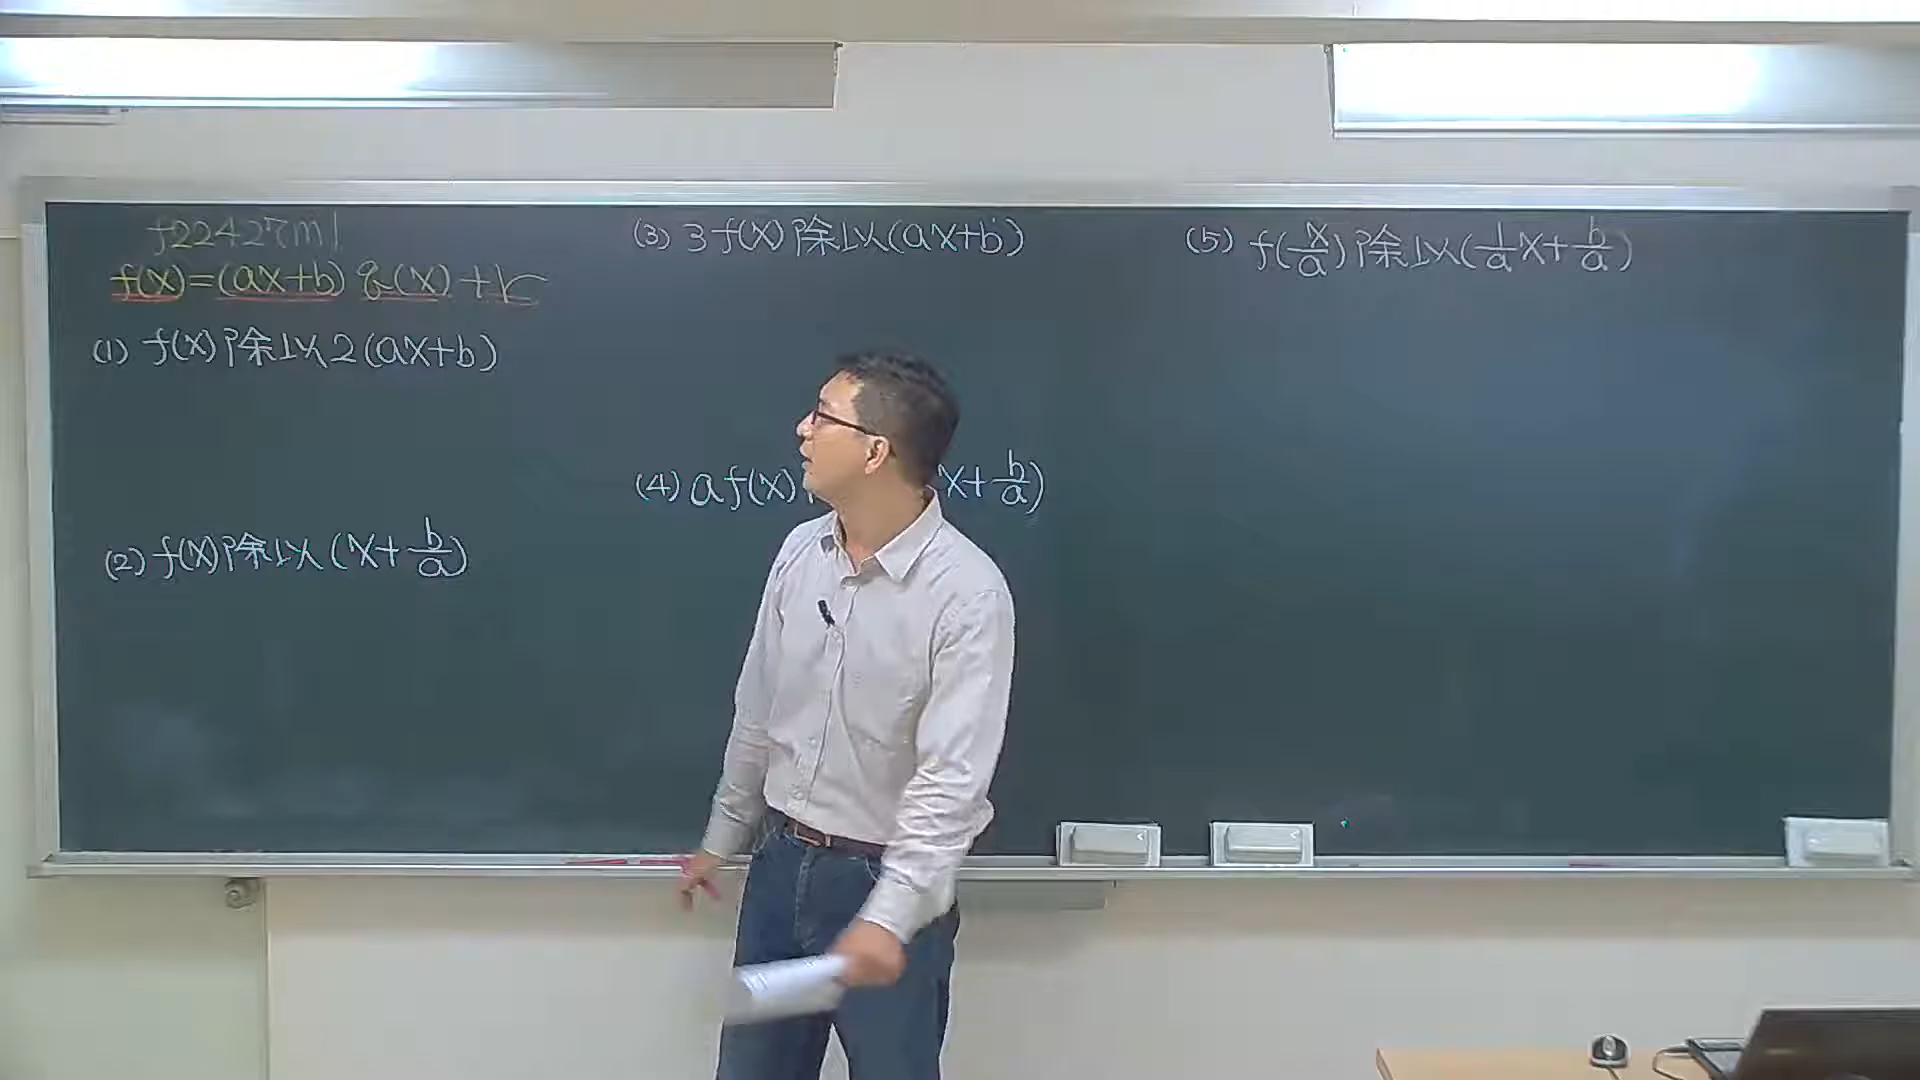 f22427m1
f(x)=(ax+b) q(x)+r
(1) f(x)除以2(ax+b)
(2) f(x)除以(x+b/a)
(3) 3f(x)除以(ax+b)
(4) af(x) x+b/a)
(5) f(x/a)除以(1/a x+b/a)